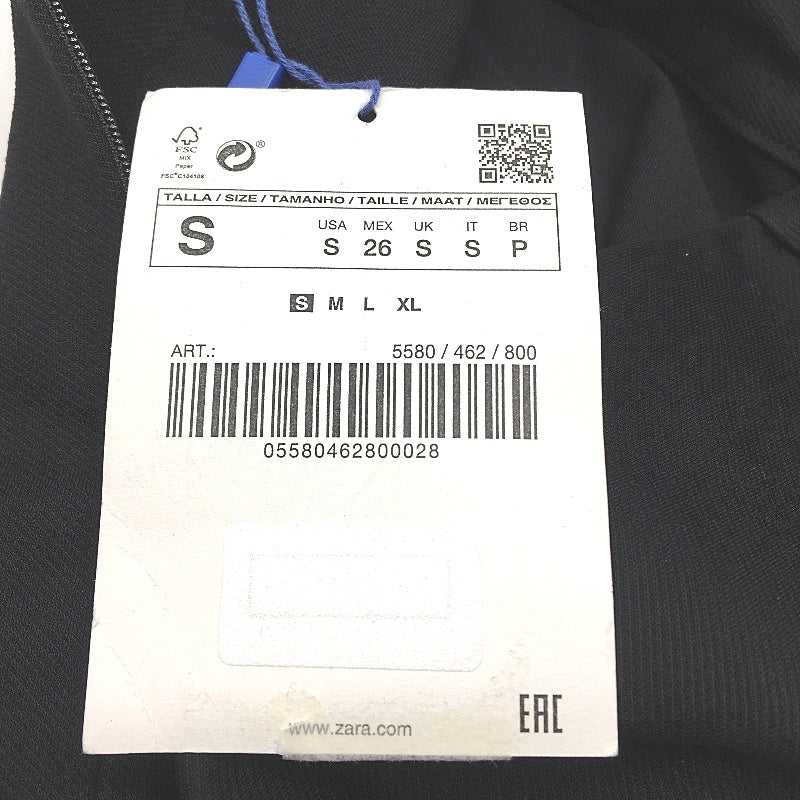 FSC
MIX
Paper
FSC® C104108
®
TALLA / SIZE / TAMANHO / TAILLE / MAAT / ΜΕΓΕΘΟΣ
S
USA MEX UK IT BR
S 26 S S P
S M L XL
ART.: 5580 / 462 / 800
05580462800028
www.zara.com
EAC